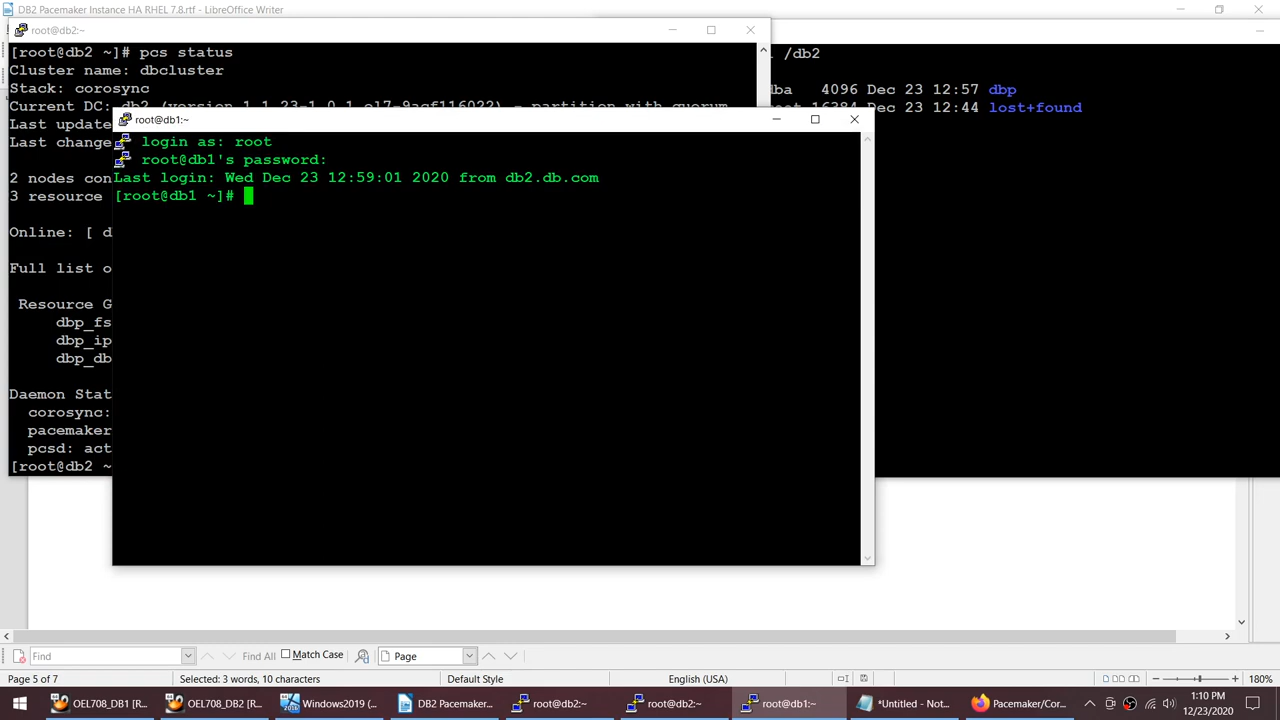 DB2 Pacemaker Instance HA RHEL 7.8.rtf - LibreOffice Writer
root@db2:~
[root@db2 ~]# pcs status
Cluster name: dbcluster
Stack: corosync
Current DC: db2 (version 1.1.23-1.0.1.el7-9acf116022) - partition with quorum
Last update
Last change
2 nodes con
3 resource
Online: [ d
Full list o
Resource G
dbp_fs
dbp_ip
dbp_db
Daemon Stat
corosync:
pacemaker
pcsd: act
[root@db2 ~
/db2
dba 4096 Dec 23 12:57 dbp
root 16384 Dec 23 12:44 lost+found
root@db1:~
login as: root
root@db1's password:
Last login: Wed Dec 23 12:59:01 2020 from db2.db.com
[root@db1 ~]#
Find Find All Match Case Page
Page 5 of 7 Selected: 3 words, 10 characters Default Style English (USA) 180%
OEL708_DB1 [R... OEL708_DB2 [R... Windows2019 (... DB2 Pacemaker... root@db2:~ root@db2:~ root@db1:~ *Untitled - Not... Pacemaker/Cor... 1:10 PM
12/23/2020